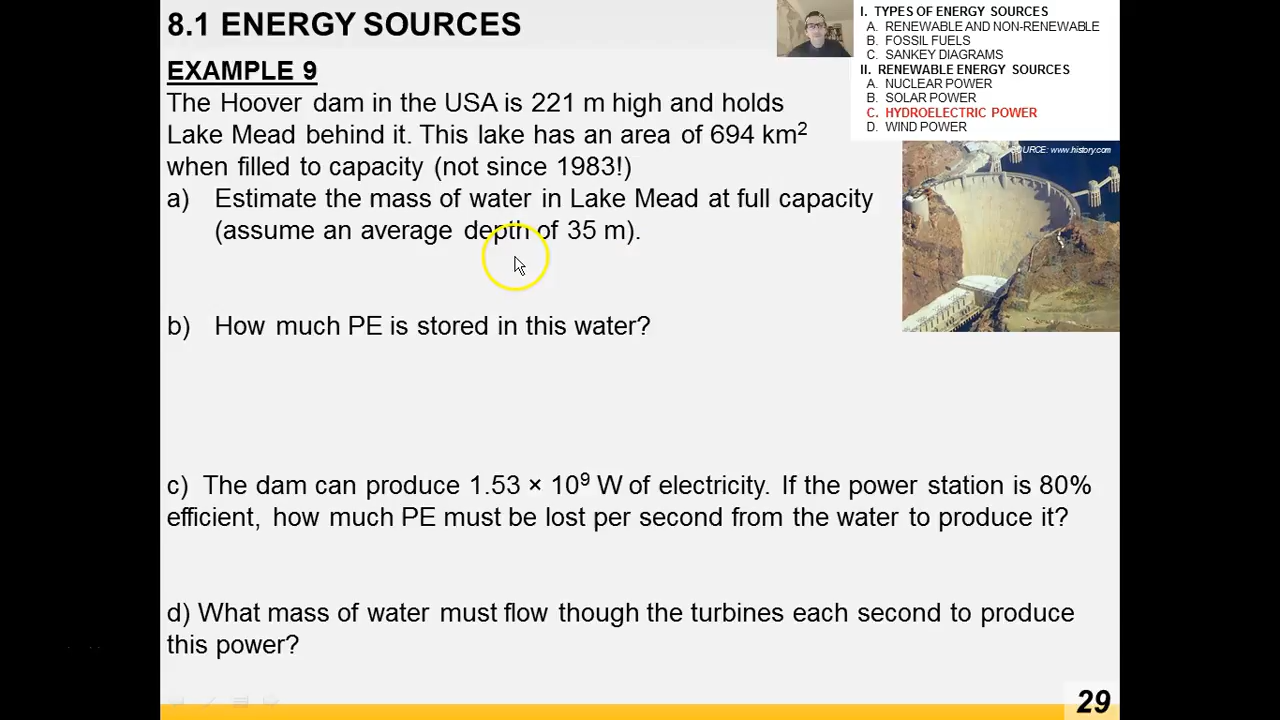 8.1 ENERGY SOURCES
I. TYPES OF ENERGY SOURCES
A. RENEWABLE AND NON-RENEWABLE
B. FOSSIL FUELS
C. SANKEY DIAGRAMS
II. RENEWABLE ENERGY SOURCES
A. NUCLEAR POWER
B. SOLAR POWER
C. HYDROELECTRIC POWER
D. WIND POWER
SOURCE: www.history.com
EXAMPLE 9
The Hoover dam in the USA is 221 m high and holds
Lake Mead behind it. This lake has an area of 694 km²
when filled to capacity (not since 1983!)
a) Estimate the mass of water in Lake Mead at full capacity
(assume an average depth of 35 m).
b) How much PE is stored in this water?
c) The dam can produce 1.53 × 10⁹ W of electricity. If the power station is 80%
efficient, how much PE must be lost per second from the water to produce it?
d) What mass of water must flow though the turbines each second to produce
this power?
29